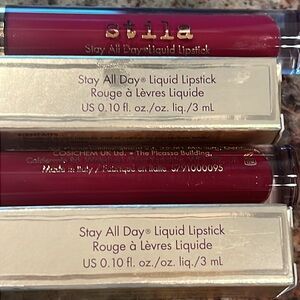 stila
Stay All Day® Liquid Lipstick
Stay All Day® Liquid Lipstick
Rouge à Lèvres Liquide
US 0.10 fl. oz./oz. liq./3 mL
COSICHEM UK Ltd. • The Picasso Building,
Made in Italy / Fabriqué en Italie
Stay All Day® Liquid Lipstick
Rouge à Lèvres Liquide
US 0.10 fl. oz./oz. liq./3 mL